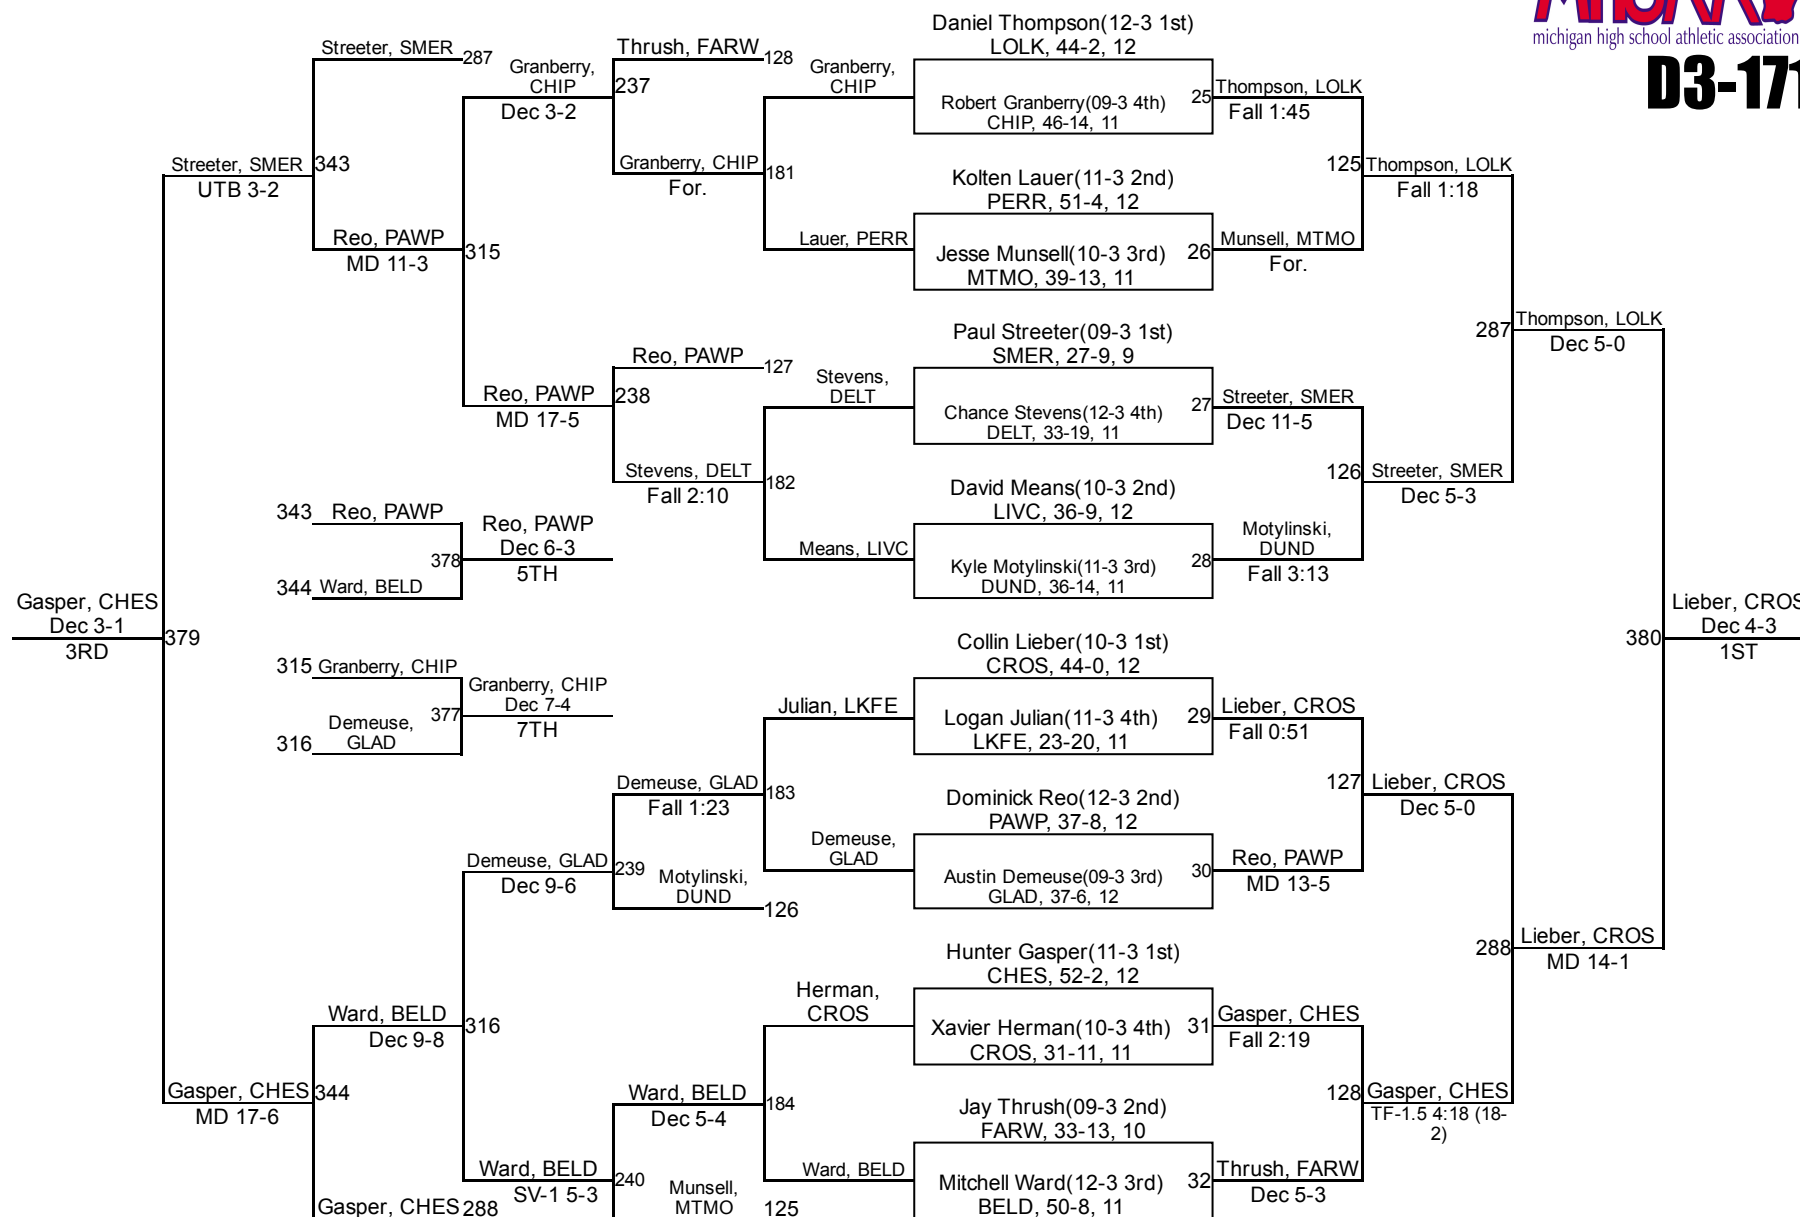 michigan high school athletic association
D3-171
Streeter, SMER
287
Reo, PAWP
MD 11-3
343
Streeter, SMER
UTB 3-2
Granberry,
CHIP
Dec 3-2
315
Reo, PAWP
MD 17-5
Thrush, FARW
128
237
Granberry, CHIP
For.
Reo, PAWP
127
238
Stevens, DELT
Fall 2:10
Granberry,
CHIP
181
Lauer, PERR
Stevens,
DELT
182
Means, LIVC
Daniel Thompson(12-3 1st)
LOLK, 44-2, 12
Robert Granberry(09-3 4th)
CHIP, 46-14, 11
25
Thompson, LOLK
Fall 1:45
Kolten Lauer(11-3 2nd)
PERR, 51-4, 12
Jesse Munsell(10-3 3rd)
MTMO, 39-13, 11
26
Munsell, MTMO
For.
125
Thompson, LOLK
Fall 1:18
Paul Streeter(09-3 1st)
SMER, 27-9, 9
Chance Stevens(12-3 4th)
DELT, 33-19, 11
27
Streeter, SMER
Dec 11-5
David Means(10-3 2nd)
LIVC, 36-9, 12
Kyle Motylinski(11-3 3rd)
DUND, 36-14, 11
28
Motylinski,
DUND
Fall 3:13
126
Streeter, SMER
Dec 5-3
287
Thompson, LOLK
Dec 5-0
343
Reo, PAWP
344
Ward, BELD
378
Reo, PAWP
Dec 6-3
5TH
Gasper, CHES
Dec 3-1
3RD
379
315
Granberry, CHIP
316
Demeuse,
GLAD
377
Granberry, CHIP
Dec 7-4
7TH
380
Lieber, CROS
Dec 4-3
1ST
Julian, LKFE
Demeuse, GLAD
Fall 1:23
183
Demeuse,
GLAD
Demeuse, GLAD
Dec 9-6
239
Motylinski,
DUND
126
Collin Lieber(10-3 1st)
CROS, 44-0, 12
Logan Julian(11-3 4th)
LKFE, 23-20, 11
29
Lieber, CROS
Fall 0:51
Dominick Reo(12-3 2nd)
PAWP, 37-8, 12
Austin Demeuse(09-3 3rd)
GLAD, 37-6, 12
30
Reo, PAWP
MD 13-5
127
Lieber, CROS
Dec 5-0
288
Lieber, CROS
MD 14-1
Ward, BELD
Dec 9-8
316
Gasper, CHES
MD 17-6
344
Gasper, CHES
288
Ward, BELD
SV-1 5-3
Ward, BELD
Dec 5-4
240
Munsell,
MTMO
125
Herman,
CROS
184
Ward, BELD
Hunter Gasper(11-3 1st)
CHES, 52-2, 12
Xavier Herman(10-3 4th)
CROS, 31-11, 11
31
Gasper, CHES
Fall 2:19
Jay Thrush(09-3 2nd)
FARW, 33-13, 10
Mitchell Ward(12-3 3rd)
BELD, 50-8, 11
32
Thrush, FARW
Dec 5-3
128
Gasper, CHES
TF-1.5 4:18 (18-
2)